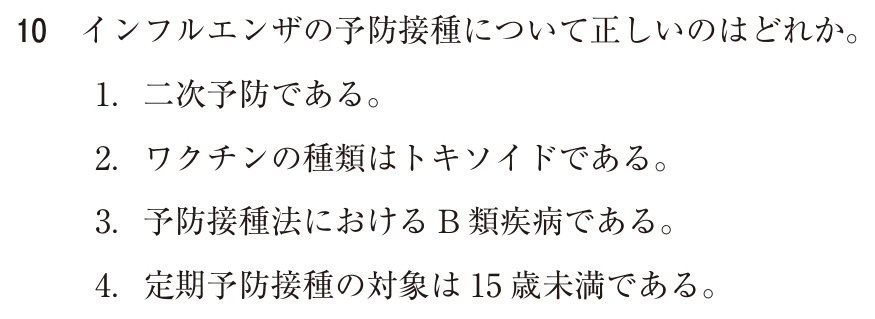 10 インフルエンザの予防接種について正しいのはどれか。
1. 二次予防である。
2. ワクチンの種類はトキソイドである。
3. 予防接種法における B 類疾病である。
4. 定期予防接種の対象は 15 歳未満である。